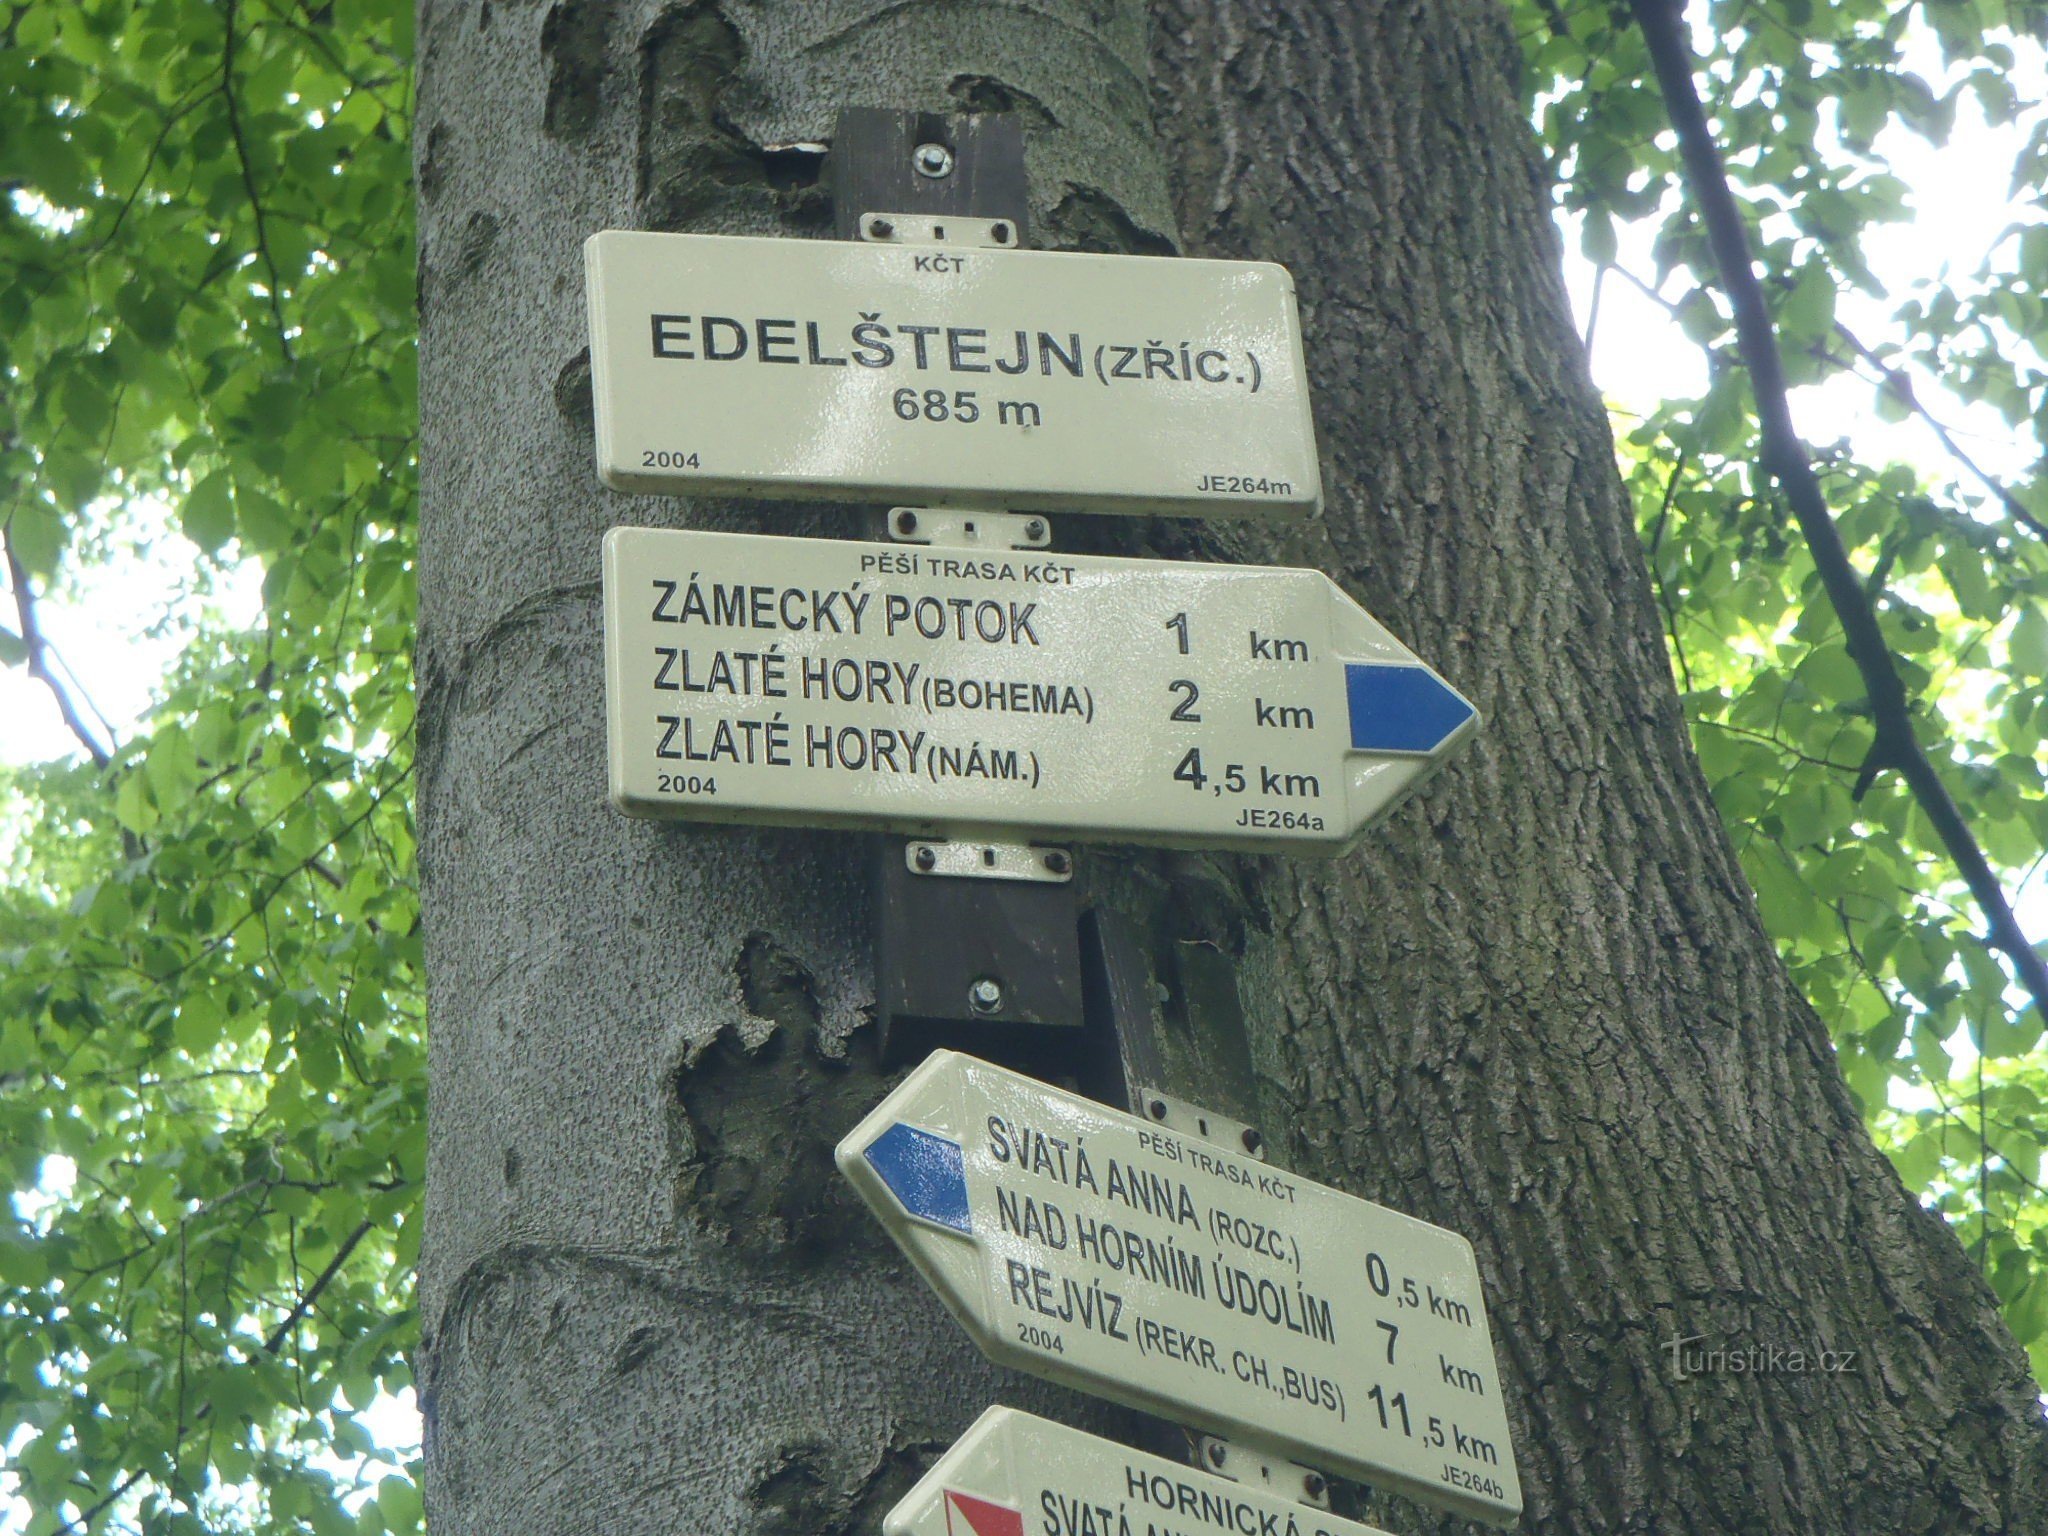 KČT
EDELŠTEJN (ZŘÍC.)
685 m
2004 JE264m
PĚŠÍ TRASA KČT
ZÁMECKÝ POTOK 1 km
ZLATÉ HORY (BOHEMA) 2 km
ZLATÉ HORY (NÁM.) 4,5 km
2004 JE264a
PĚŠÍ TRASA KČT
SVATÁ ANNA (ROZC.) 0,5 km
NAD HORNÍM ÚDOLÍM 7 km
REJVÍZ (REKR. CH.,BUS) 11,5 km
2004 JE264b
HORNICKÁ
SVATÁ
Turistika.cz